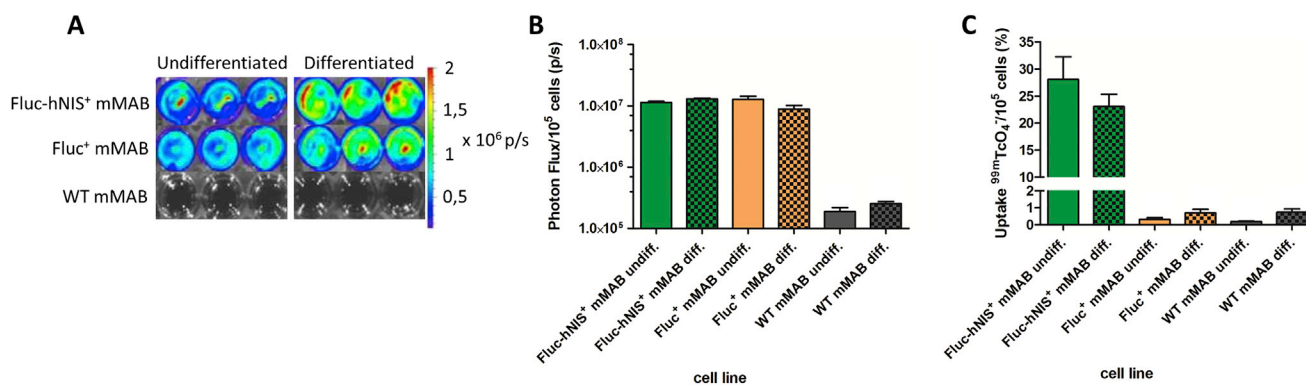 A
Undifferentiated
Differentiated
Fluc-hNIS⁺ mMAB
Fluc⁺ mMAB
WT mMAB
2
1,5
1
0,5
x 10⁶ p/s
B
Photon Flux/10⁵ cells (p/s)
1.0×10⁸
1.0×10⁷
1.0×10⁶
1.0×10⁵
Fluc-hNIS⁺ mMAB undiff.
Fluc-hNIS⁺ mMAB diff.
Fluc⁺ mMAB undiff.
Fluc⁺ mMAB diff.
WT mMAB undiff.
WT mMAB diff.
cell line
C
Uptake ⁹⁹ᵐTcO₄⁻/10⁵ cells (%)
35
30
25
20
15
10
2
1
0
Fluc-hNIS⁺ mMAB undiff.
Fluc-hNIS⁺ mMAB diff.
Fluc⁺ mMAB undiff.
Fluc⁺ mMAB diff.
WT mMAB undiff.
WT mMAB diff.
cell line